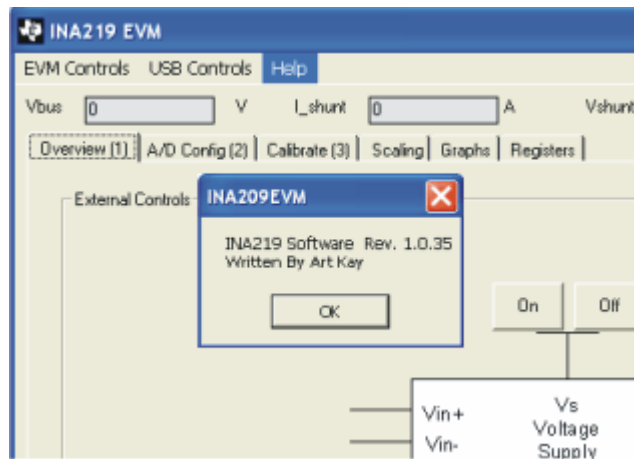 INA219 EVM
EVM Controls USB Controls Help
Vbus 0 V I_shunt 0 A Vshunt
Overview (1) A/D Config (2) Calibrate (3) Scaling Graphs Registers
External Controls
INA209EVM
INA219 Software Rev. 1.0.35
Written By Art Kay
OK
On Off
Vin+
Vin-
Vs
Voltage
Supply